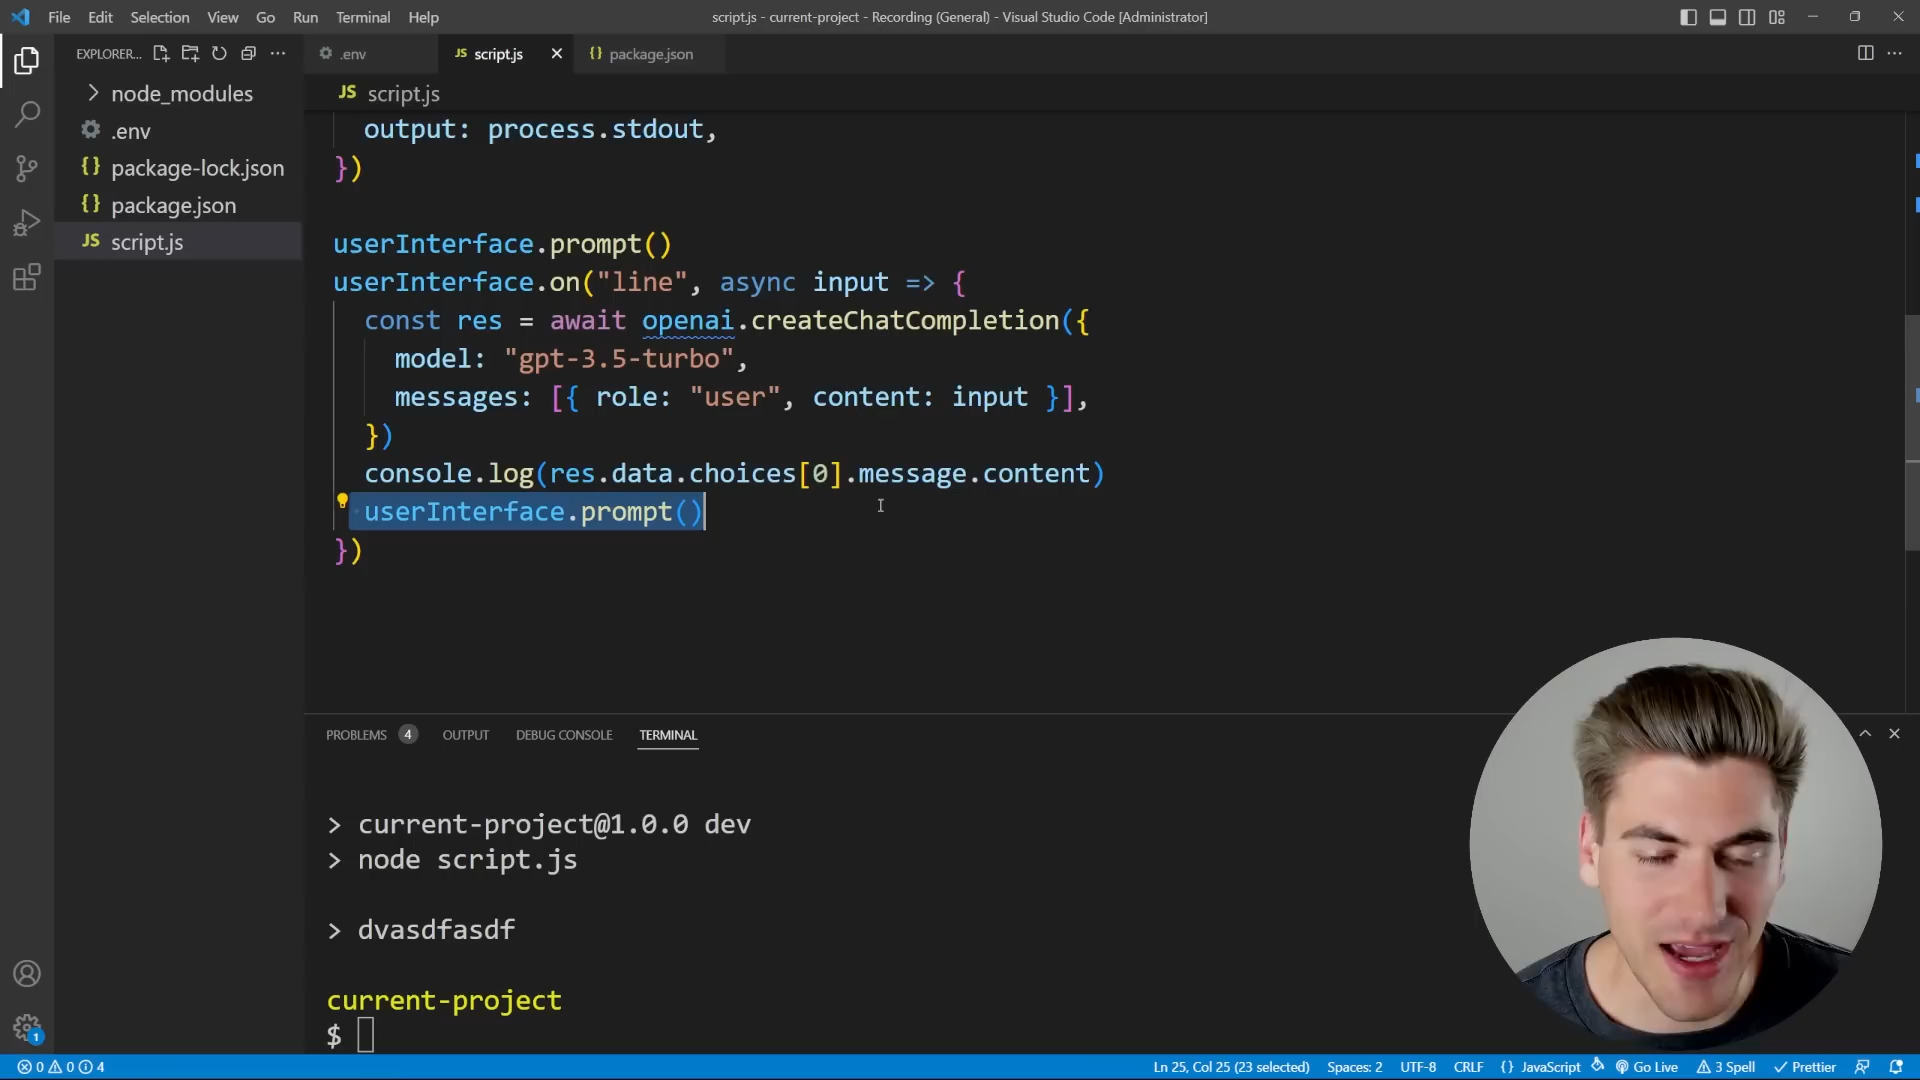 File Edit Selection View Go Run Terminal Help script.js - current-project - Recording (General) - Visual Studio Code [Administrator]
EXPLORER... .env JS script.js {} package.json
node_modules
.env
{} package-lock.json
{} package.json
JS script.js
JS script.js
output: process.stdout,
})
userInterface.prompt()
userInterface.on("line", async input => {
const res = await openai.createChatCompletion({
model: "gpt-3.5-turbo",
messages: [{ role: "user", content: input }],
})
console.log(res.data.choices[0].message.content)
userInterface.prompt()
})
PROBLEMS 4 OUTPUT DEBUG CONSOLE TERMINAL
> current-project@1.0.0 dev
> node script.js
> dvasdfasdf
current-project
$
1
0 0 4 Ln 25, Col 25 (23 selected) Spaces: 2 UTF-8 CRLF {} JavaScript Go Live 3 Spell Prettier